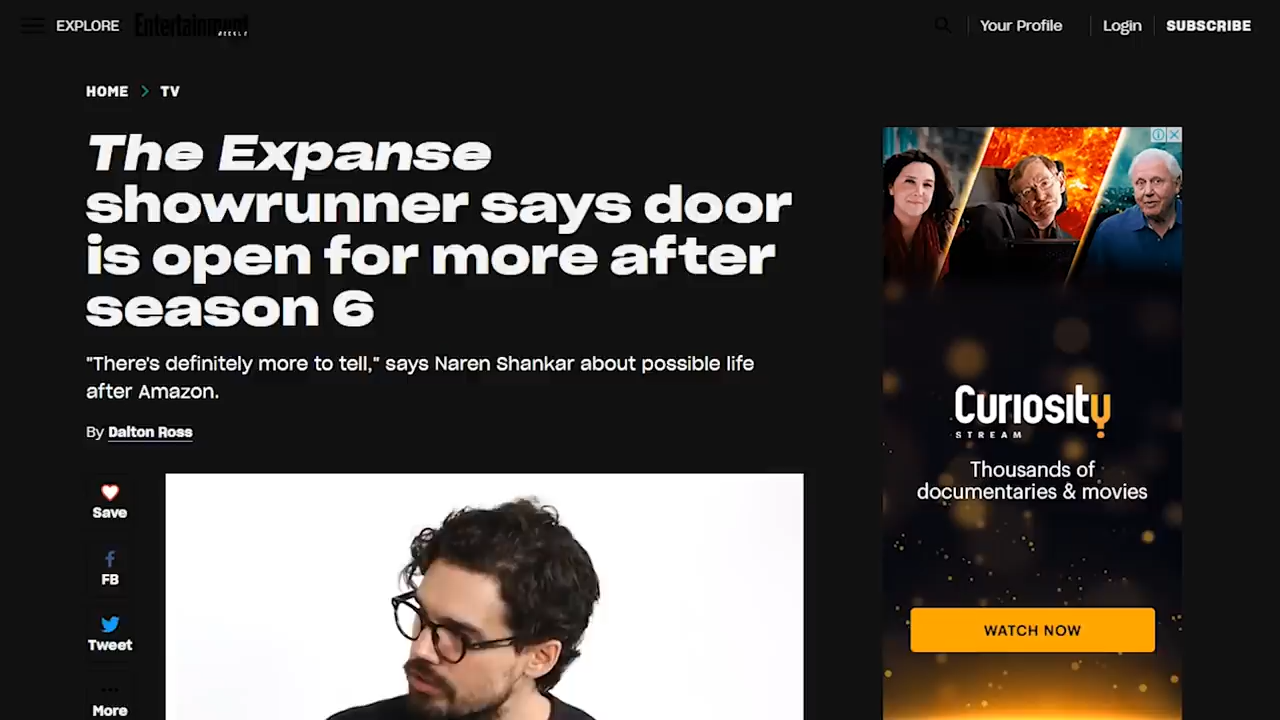 EXPLORE Entertainment WEEKLY Your Profile Login SUBSCRIBE
HOME > TV
The Expanse
showrunner says door
is open for more after
season 6
"There's definitely more to tell," says Naren Shankar about possible life
after Amazon.
By Dalton Ross
Save
FB
Tweet
More
Curiosity
STREAM
Thousands of
documentaries & movies
WATCH NOW